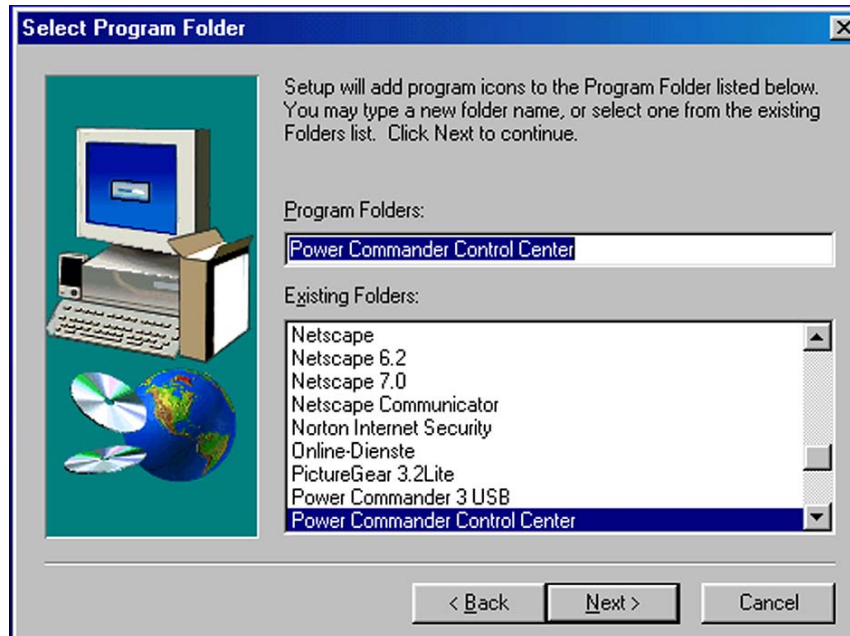 Select Program Folder
Setup will add program icons to the Program Folder listed below.
You may type a new folder name, or select one from the existing
Folders list. Click Next to continue.
Program Folders:
Power Commander Control Center
Existing Folders:
Netscape
Netscape 6.2
Netscape 7.0
Netscape Communicator
Norton Internet Security
Online-Dienste
PictureGear 3.2Lite
Power Commander 3 USB
Power Commander Control Center
< Back
Next >
Cancel